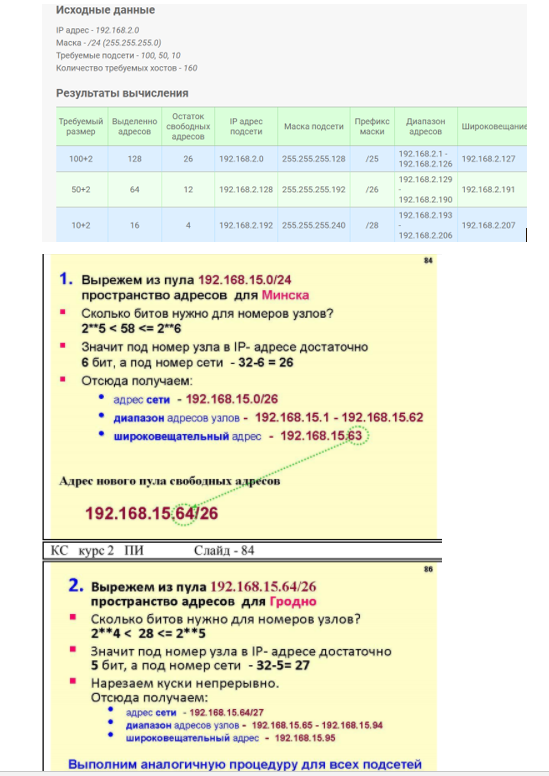 Исходные данные
IP адрес - 192.168.2.0
Маска - /24 (255.255.255.0)
Требуемые подсети - 100, 50, 10
Количество требуемых хостов - 160
Результаты вычисления
Требуемый размер Выделенно адресов Остаток свободных адресов IP адрес подсети Маска подсети Префикс маски Диапазон адресов Широковещание
100+2 128 26 192.168.2.0 255.255.255.128 /25 192.168.2.1 - 192.168.2.126 192.168.2.127
50+2 64 12 192.168.2.128 255.255.255.192 /26 192.168.2.129 - 192.168.2.190 192.168.2.191
10+2 16 4 192.168.2.192 255.255.255.240 /28 192.168.2.193 - 192.168.2.206 192.168.2.207
84
1. Вырежем из пула 192.168.15.0/24
пространство адресов для Минска
Сколько битов нужно для номеров узлов?
2**5 < 58 <= 2**6
Значит под номер узла в IP- адресе достаточно
6 бит, а под номер сети - 32-6 = 26
Отсюда получаем:
адрес сети - 192.168.15.0/26
диапазон адресов узлов - 192.168.15.1 - 192.168.15.62
широковещательный адрес - 192.168.15.63
Адрес нового пула свободных адресов
192.168.15.64/26
КС курс 2 ПИ Слайд - 84
86
2. Вырежем из пула 192.168.15.64/26
пространство адресов для Гродно
Сколько битов нужно для номеров узлов?
2**4 < 28 <= 2**5
Значит под номер узла в IP- адресе достаточно
5 бит, а под номер сети - 32-5= 27
Нарезаем куски непрерывно.
Отсюда получаем:
адрес сети - 192.168.15.64/27
диапазон адресов узлов - 192.168.15.65 - 192.168.15.94
широковещательный адрес - 192.168.15.95
Выполним аналогичную процедуру для всех подсетей